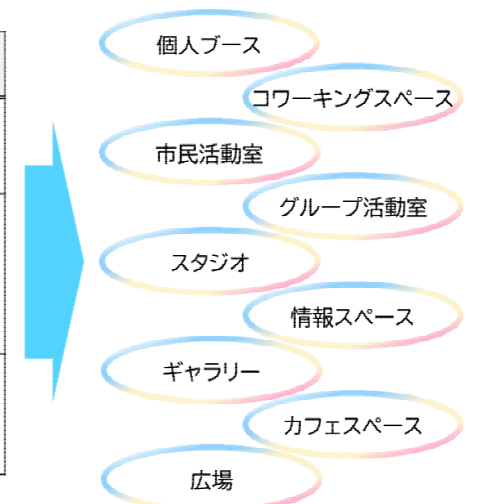 個人ブース
コワーキングスペース
市民活動室
グループ活動室
スタジオ
情報スペース
ギャラリー
カフェスペース
広場